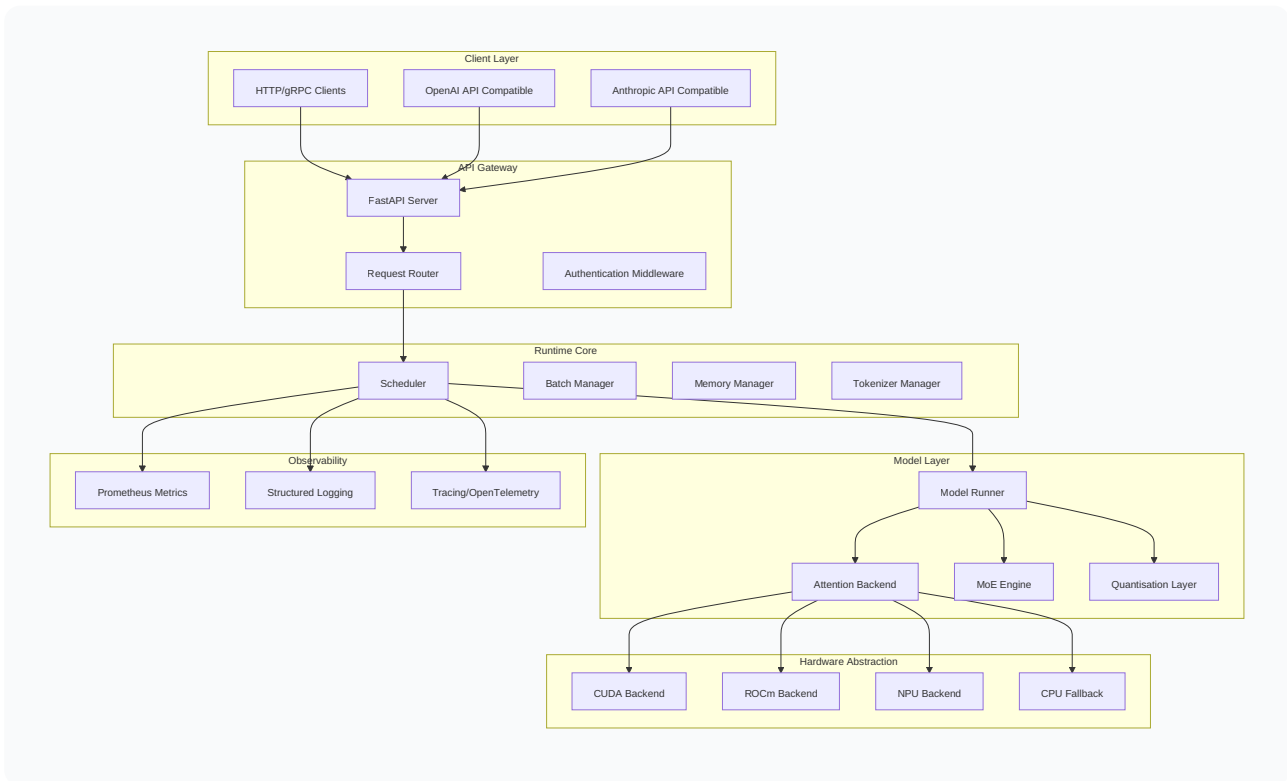 Client Layer
HTTP/gRPC Clients
OpenAI API Compatible
Anthropic API Compatible
API Gateway
FastAPI Server
Request Router
Authentication Middleware
Runtime Core
Scheduler
Batch Manager
Memory Manager
Tokenizer Manager
Observability
Prometheus Metrics
Structured Logging
Tracing/OpenTelemetry
Model Layer
Model Runner
Attention Backend
MoE Engine
Quantisation Layer
Hardware Abstraction
CUDA Backend
ROCm Backend
NPU Backend
CPU Fallback